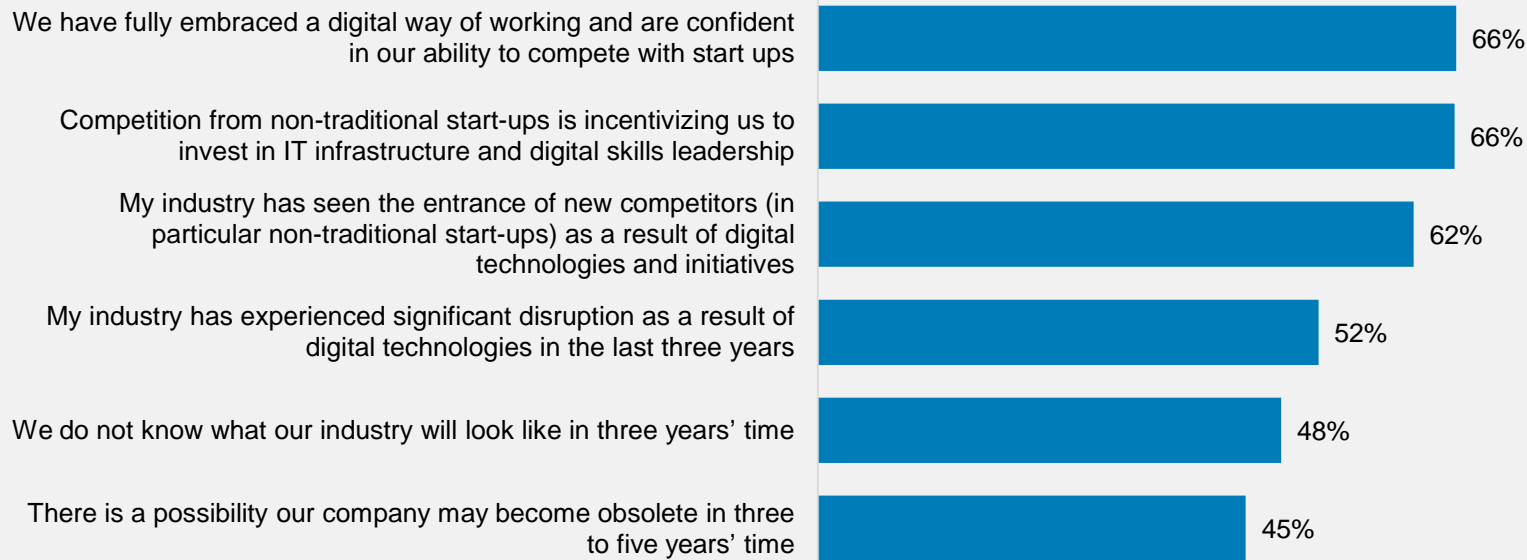 We have fully embraced a digital way of working and are confident
in our ability to compete with start ups
66%
Competition from non-traditional start-ups is incentivizing us to
invest in IT infrastructure and digital skills leadership
66%
My industry has seen the entrance of new competitors (in
particular non-traditional start-ups) as a result of digital
technologies and initiatives
62%
My industry has experienced significant disruption as a result of
digital technologies in the last three years
52%
We do not know what our industry will look like in three years’ time
48%
There is a possibility our company may become obsolete in three
to five years’ time
45%